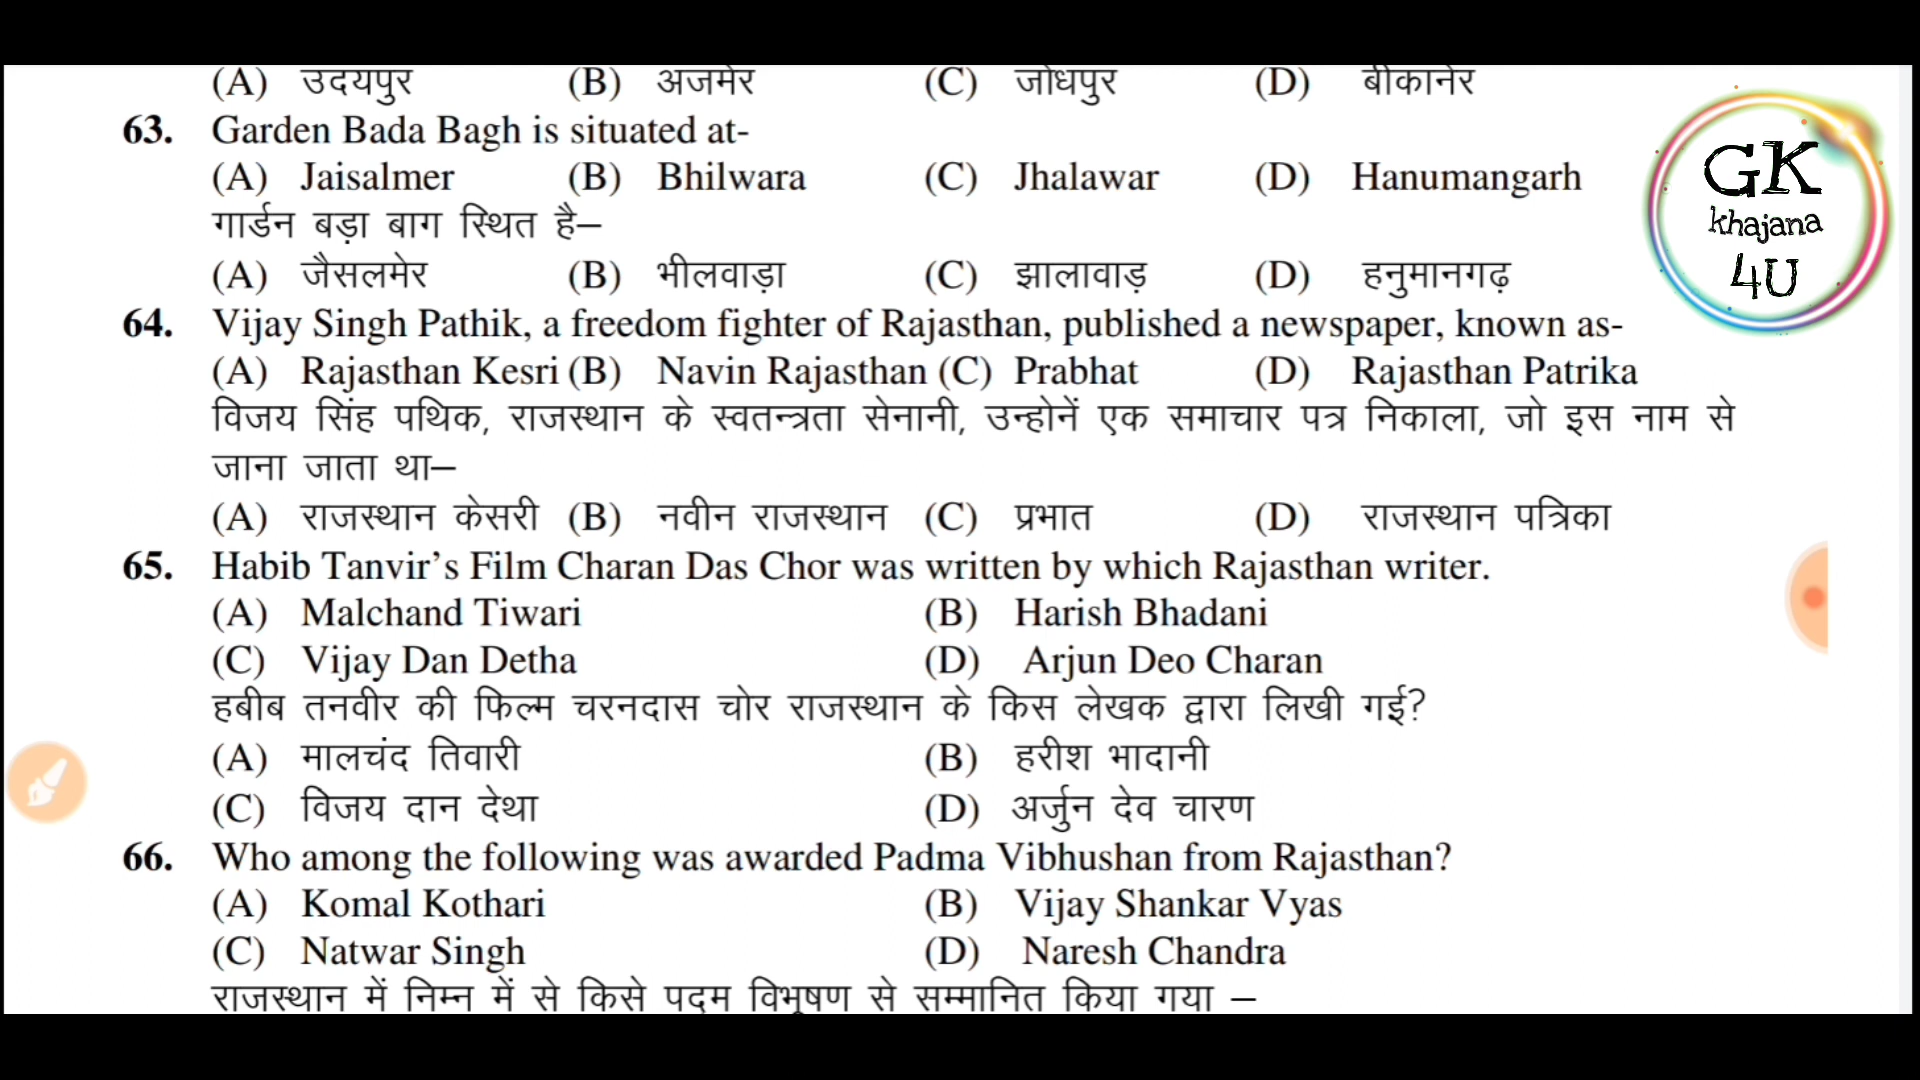 (A) उदयपुर (B) अजमेर (C) जोधपुर (D) बीकानेर
63. Garden Bada Bagh is situated at-
(A) Jaisalmer (B) Bhilwara (C) Jhalawar (D) Hanumangarh
गार्डन बड़ा बाग स्थित है–
(A) जैसलमेर (B) भीलवाड़ा (C) झालावाड़ (D) हनुमानगढ़
64. Vijay Singh Pathik, a freedom fighter of Rajasthan, published a newspaper, known as-
(A) Rajasthan Kesri (B) Navin Rajasthan (C) Prabhat (D) Rajasthan Patrika
विजय सिंह पथिक, राजस्थान के स्वतन्त्रता सेनानी, उन्होनें एक समाचार पत्र निकाला, जो इस नाम से
जाना जाता था–
(A) राजस्थान केसरी (B) नवीन राजस्थान (C) प्रभात (D) राजस्थान पत्रिका
65. Habib Tanvir’s Film Charan Das Chor was written by which Rajasthan writer.
(A) Malchand Tiwari (B) Harish Bhadani
(C) Vijay Dan Detha (D) Arjun Deo Charan
हबीब तनवीर की फिल्म चरनदास चोर राजस्थान के किस लेखक द्वारा लिखी गई?
(A) मालचंद तिवारी (B) हरीश भादानी
(C) विजय दान देथा (D) अर्जुन देव चारण
66. Who among the following was awarded Padma Vibhushan from Rajasthan?
(A) Komal Kothari (B) Vijay Shankar Vyas
(C) Natwar Singh (D) Naresh Chandra
राजस्थान में निम्न में से किसे पदम विभूषण से सम्मानित किया गया –
GK
khajana
4U